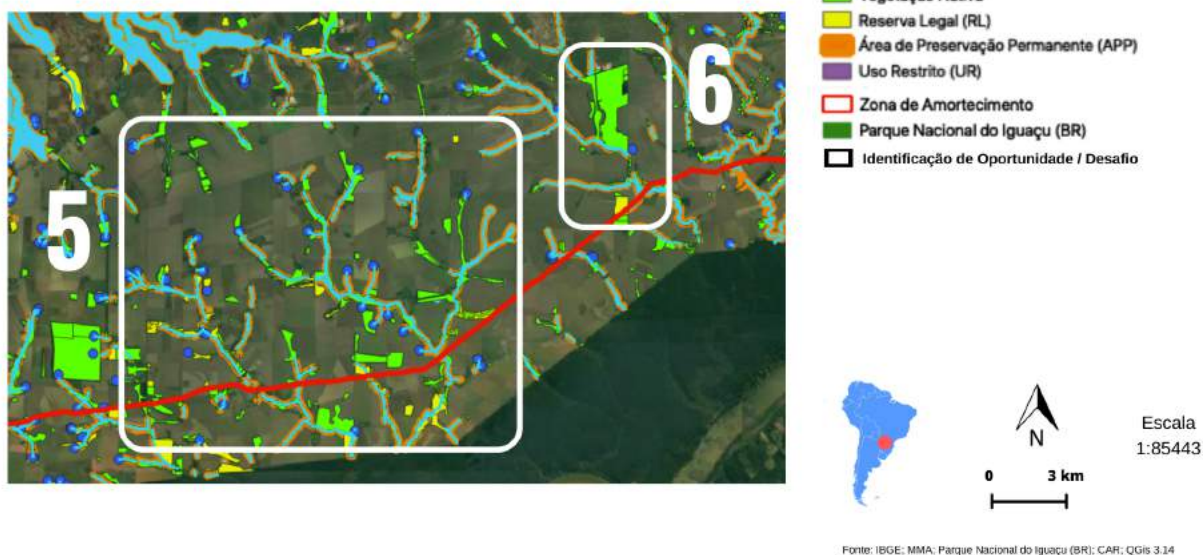 Vegetação Nativa
Reserva Legal (RL)
Área de Preservação Permanente (APP)
Uso Restrito (UR)
Zona de Amortecimento
Parque Nacional do Iguaçu (BR)
Identificação de Oportunidade / Desafio
6
5
N
Escala
1:85443
0 3 km
Fonte: IBGE; MMA; Parque Nacional do Iguaçu (BR); CAR; QGis 3.14